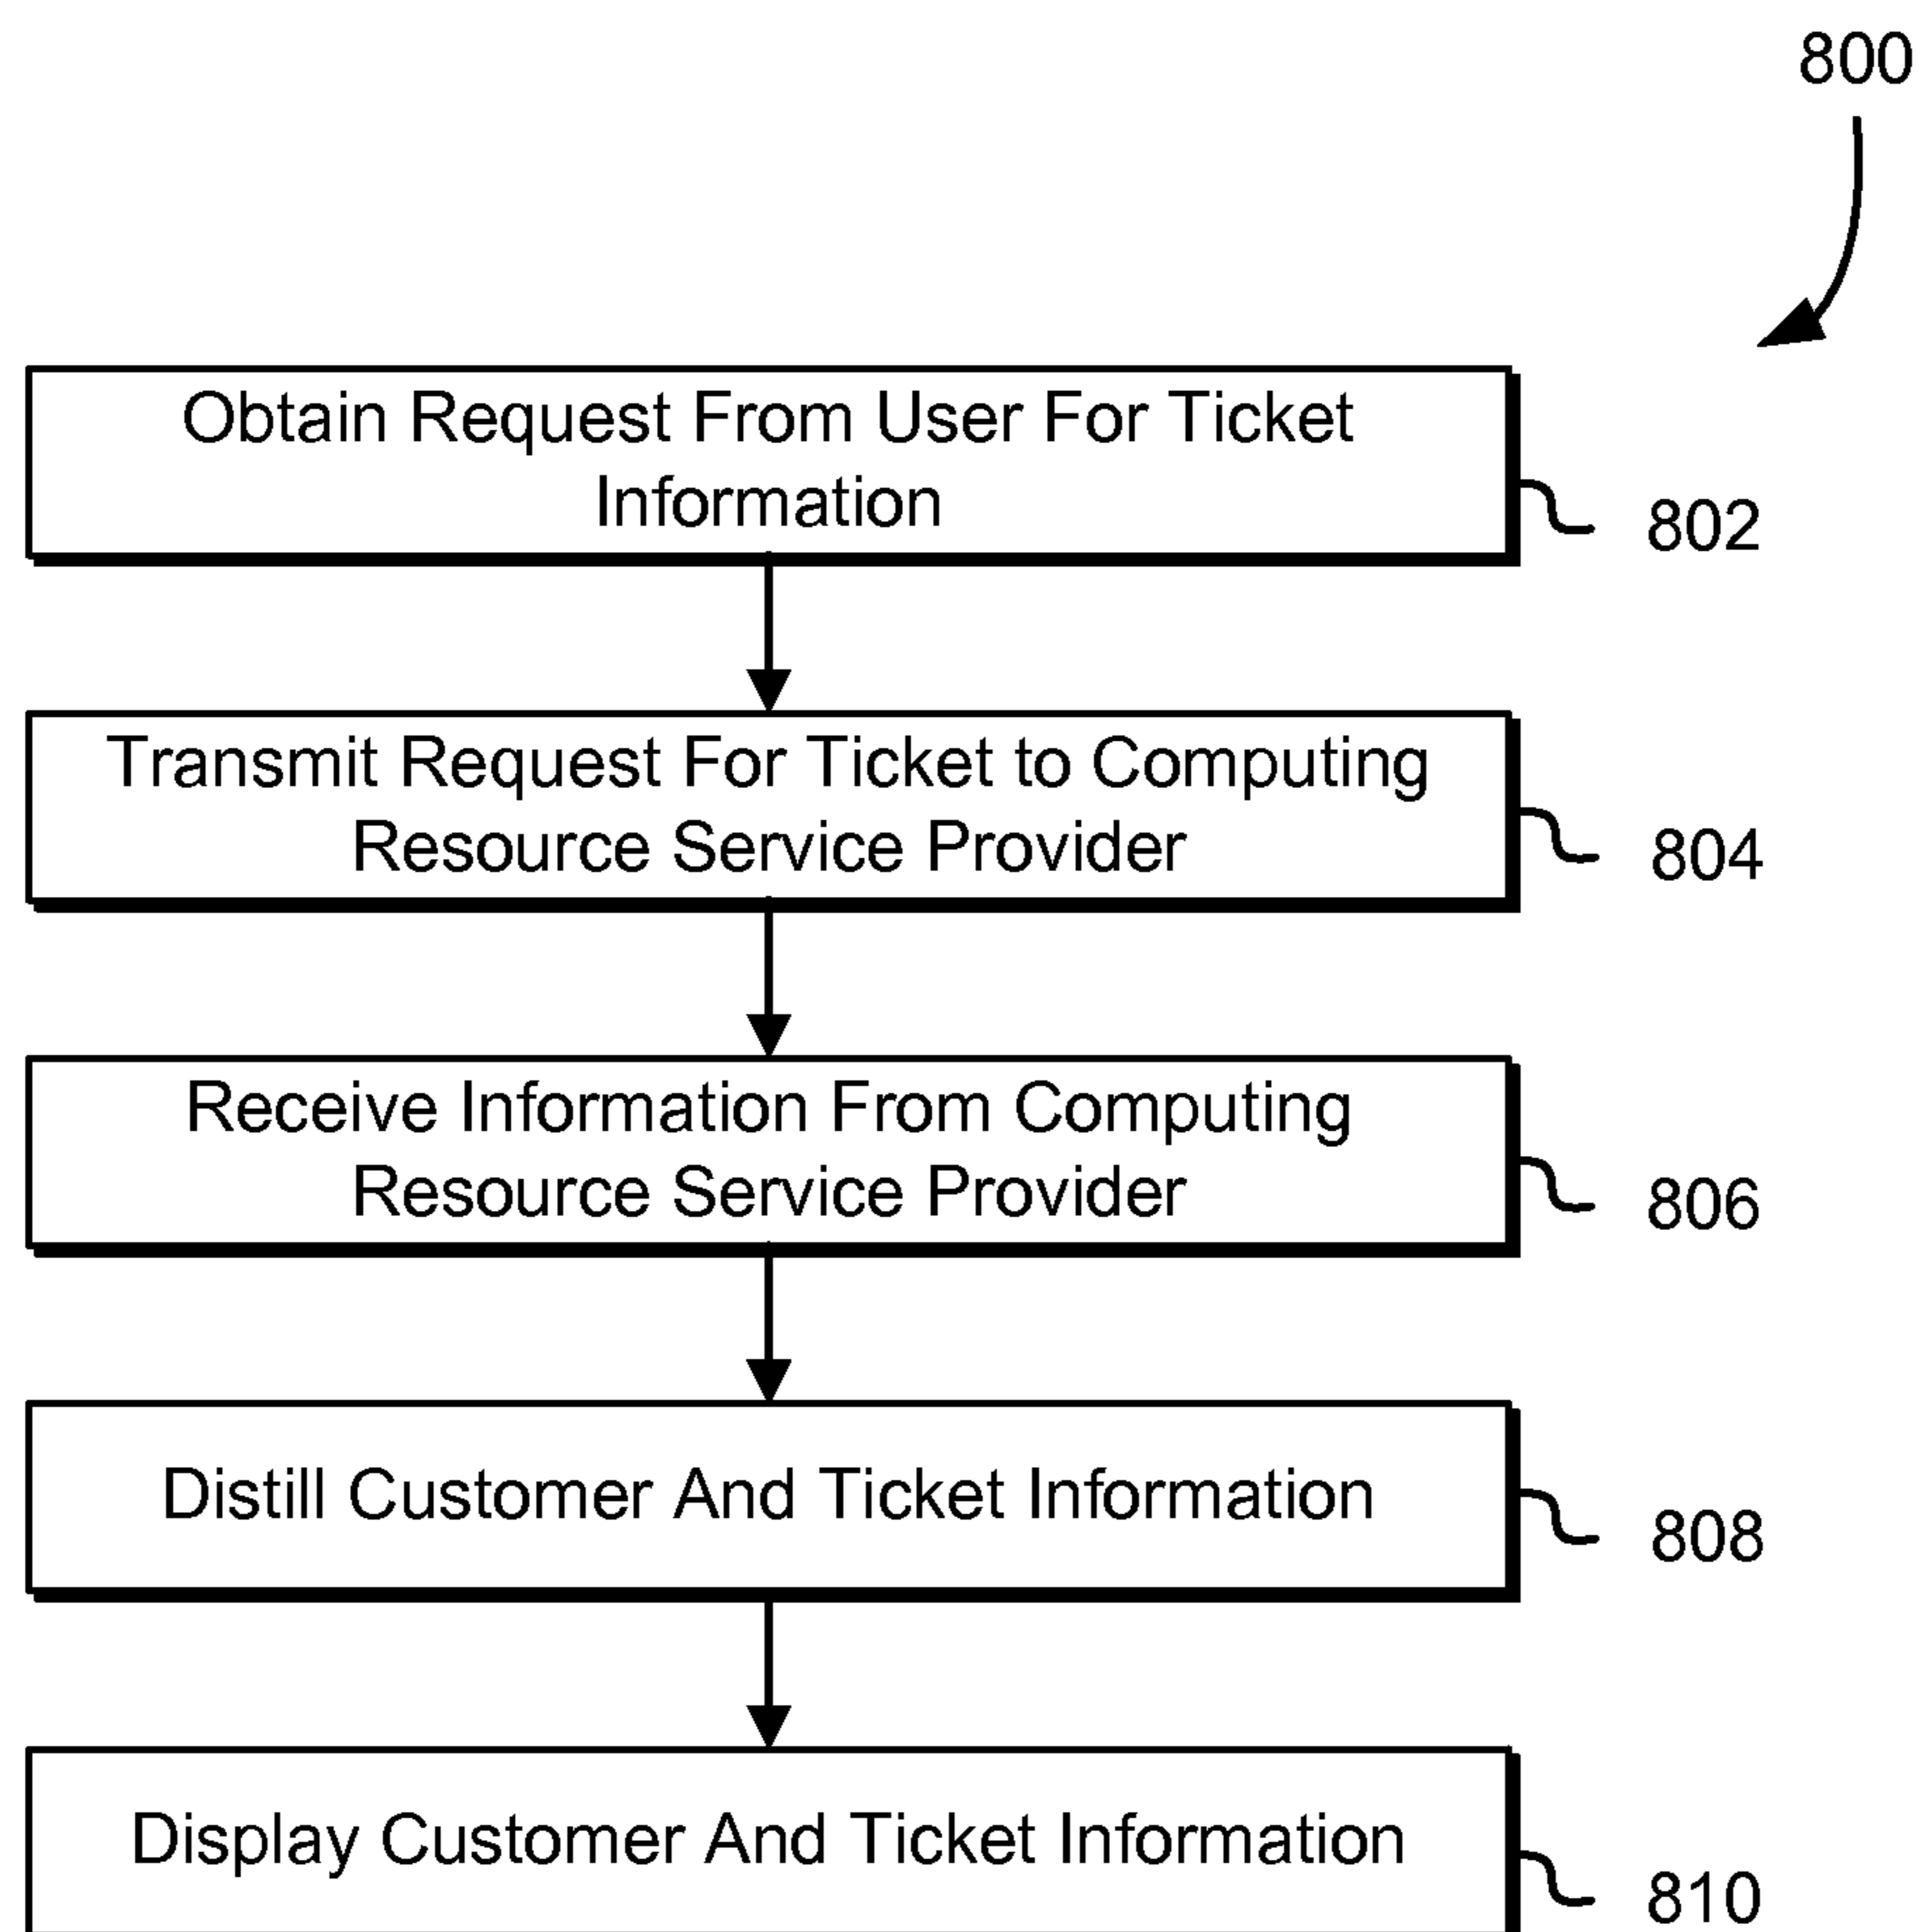 800
Obtain Request From User For Ticket
Information
802
Transmit Request For Ticket to Computing
Resource Service Provider
804
Receive Information From Computing
Resource Service Provider
806
Distill Customer And Ticket Information
808
Display Customer And Ticket Information
810